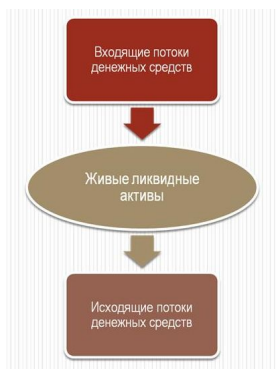 Входящие потоки
денежных средств
Живые ликвидные
активы
Исходящие потоки
денежных средств